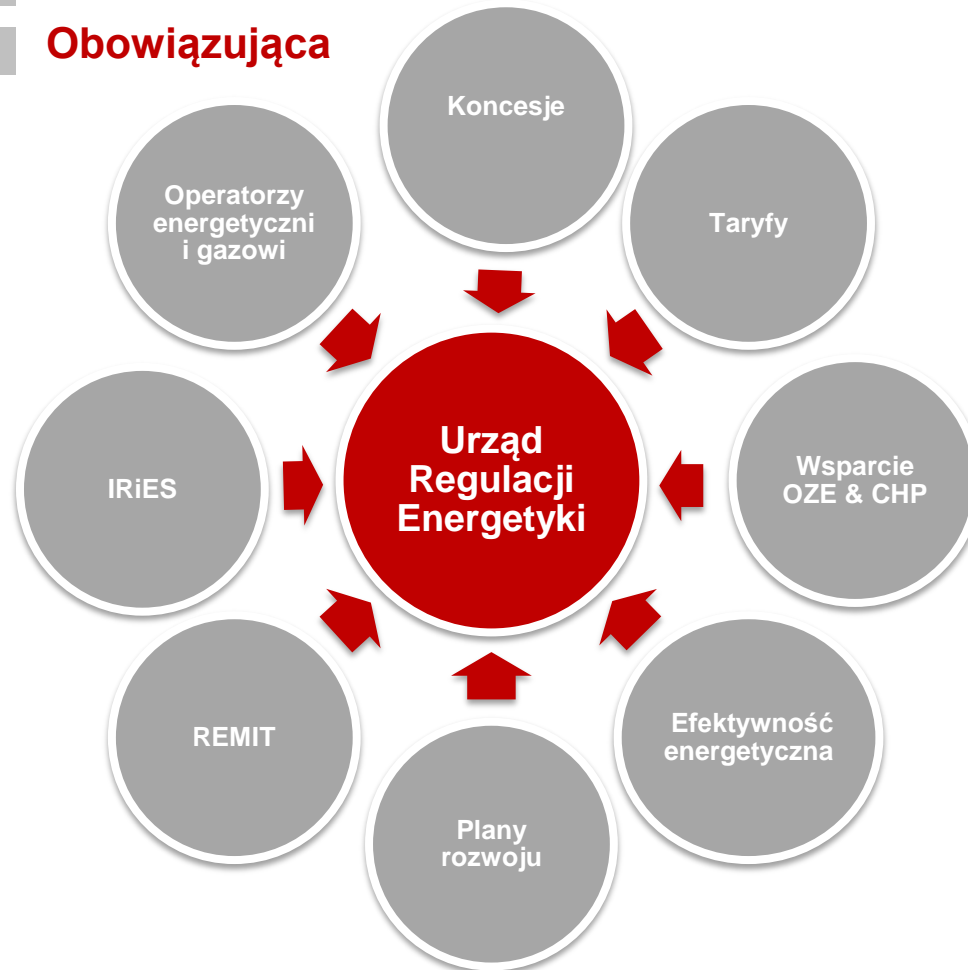 Obowiązująca
Koncesje
Operatorzy
energetyczni
i gazowi
Taryfy
Urząd
Regulacji
Energetyki
IRiES
Wsparcie
OZE & CHP
REMIT
Efektywność
energetyczna
Plany
rozwoju